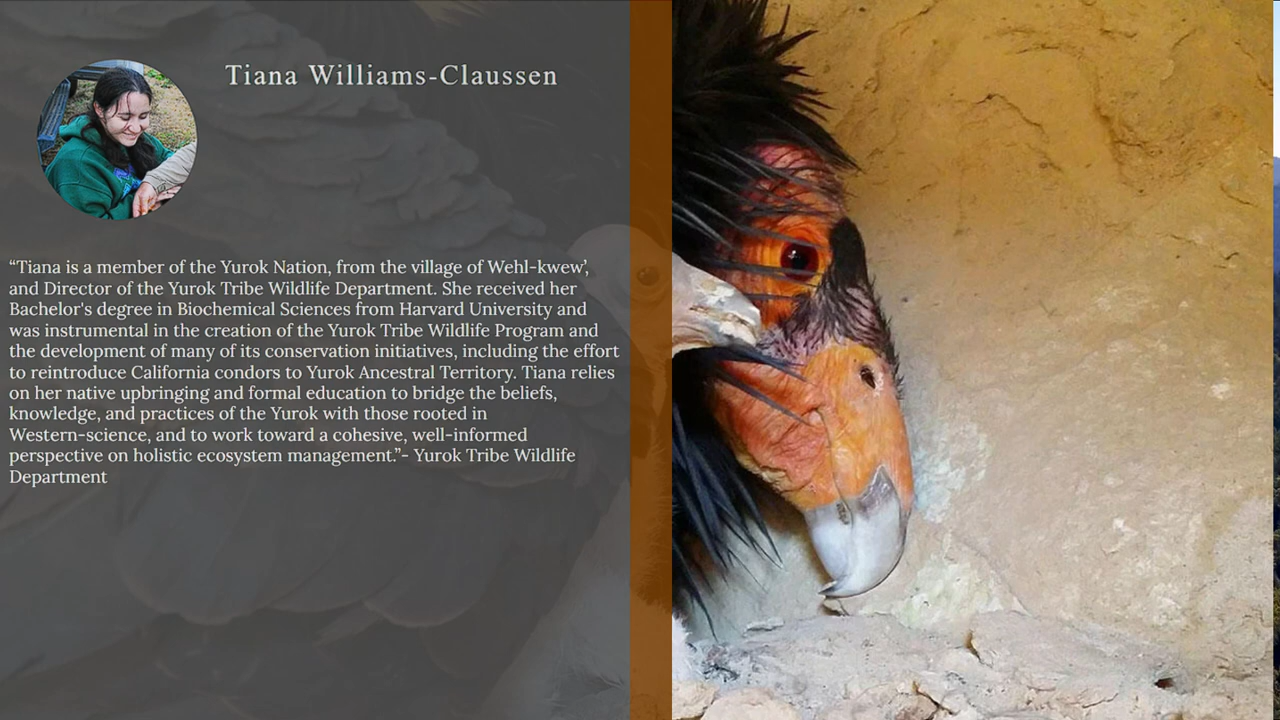 Tiana Williams-Claussen
“Tiana is a member of the Yurok Nation, from the village of Wehl-kwew’,
and Director of the Yurok Tribe Wildlife Department. She received her
Bachelor's degree in Biochemical Sciences from Harvard University and
was instrumental in the creation of the Yurok Tribe Wildlife Program and
the development of many of its conservation initiatives, including the effort
to reintroduce California condors to Yurok Ancestral Territory. Tiana relies
on her native upbringing and formal education to bridge the beliefs,
knowledge, and practices of the Yurok with those rooted in
Western-science, and to work toward a cohesive, well-informed
perspective on holistic ecosystem management.”- Yurok Tribe Wildlife
Department